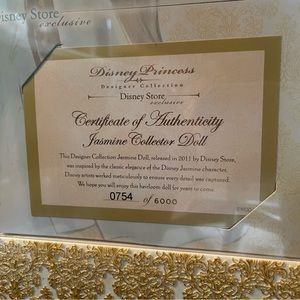 Disney Store
exclusive
Disney Princess
Designer Collection
Disney Store
exclusive
Certificate of Authenticity
Jasmine Collector Doll
This Designer Collection Jasmine Doll, released in 2011 by Disney Store,
was inspired by the classic elegance of the Disney Jasmine character.
Disney artists worked meticulously to ensure every detail was captured.
We hope you will enjoy this heirloom doll for years to come.
0754 of 6000